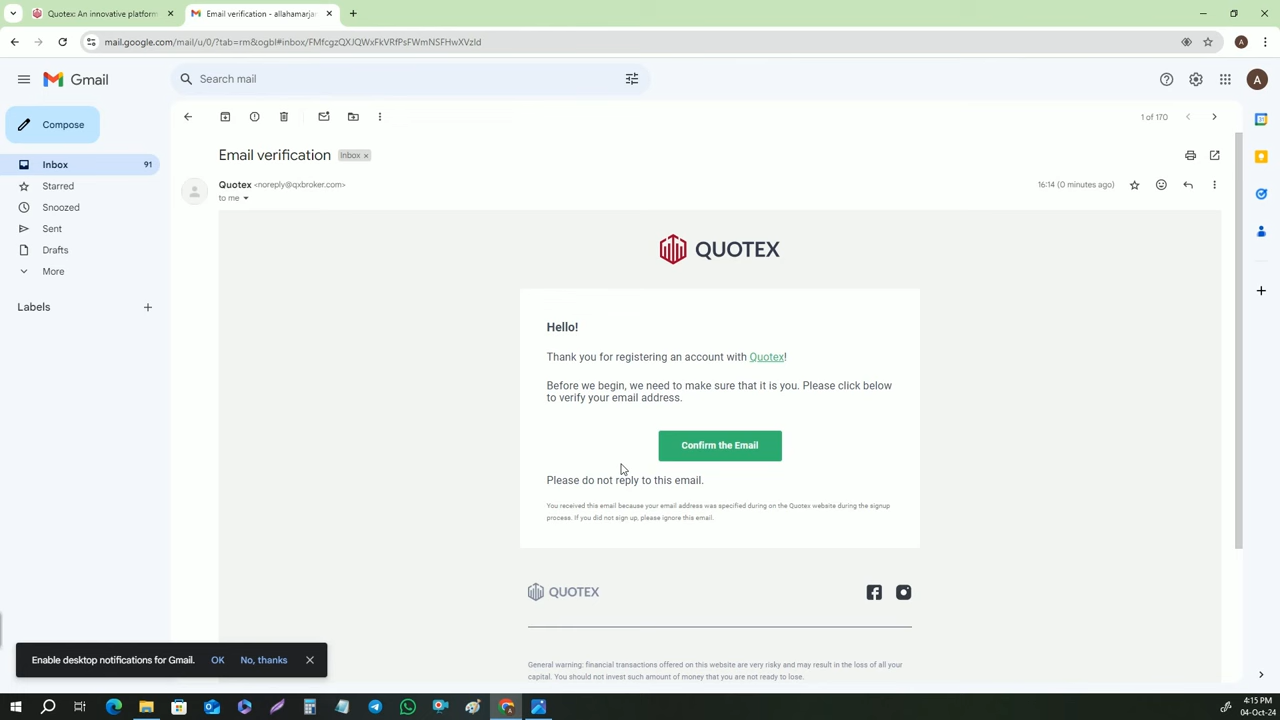 Quotex - An innovative platform
Email verification - allahamarja
mail.google.com/mail/u/0/?tab=rm&ogbl#inbox/FMfcgzQXJQWxFkVRfPsFWmNSFHwXVzld
A
Gmail
Search mail
A
Compose
1 of 170
Inbox 91
Email verification Inbox x
Starred
Quotex <noreply@qxbroker.com> 16:14 (0 minutes ago)
to me
Snoozed
Sent
Drafts
More
Labels
QUOTEX
Hello!
Thank you for registering an account with Quotex!
Before we begin, we need to make sure that it is you. Please click below
to verify your email address.
Confirm the Email
Please do not reply to this email.
You received this email because your email address was specified during on the Quotex website during the signup
process. If you did not sign up, please ignore this email.
QUOTEX
General warning: financial transactions offered on this website are very risky and may result in the loss of all your
capital. You should not invest such amount of money that you are not ready to lose.
Enable desktop notifications for Gmail. OK No, thanks
4:15 PM
04-Oct-24